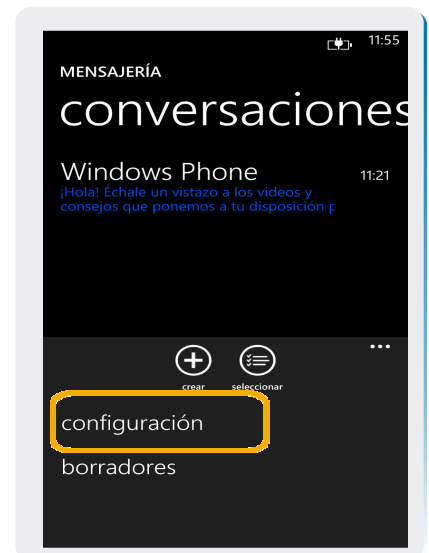 11:55
MENSAJERÍA
conversaciones
Windows Phone 11:21
¡Hola! Échale un vistazo a los videos y
consejos que ponemos a tu disposición p
crear seleccionar
configuración
borradores